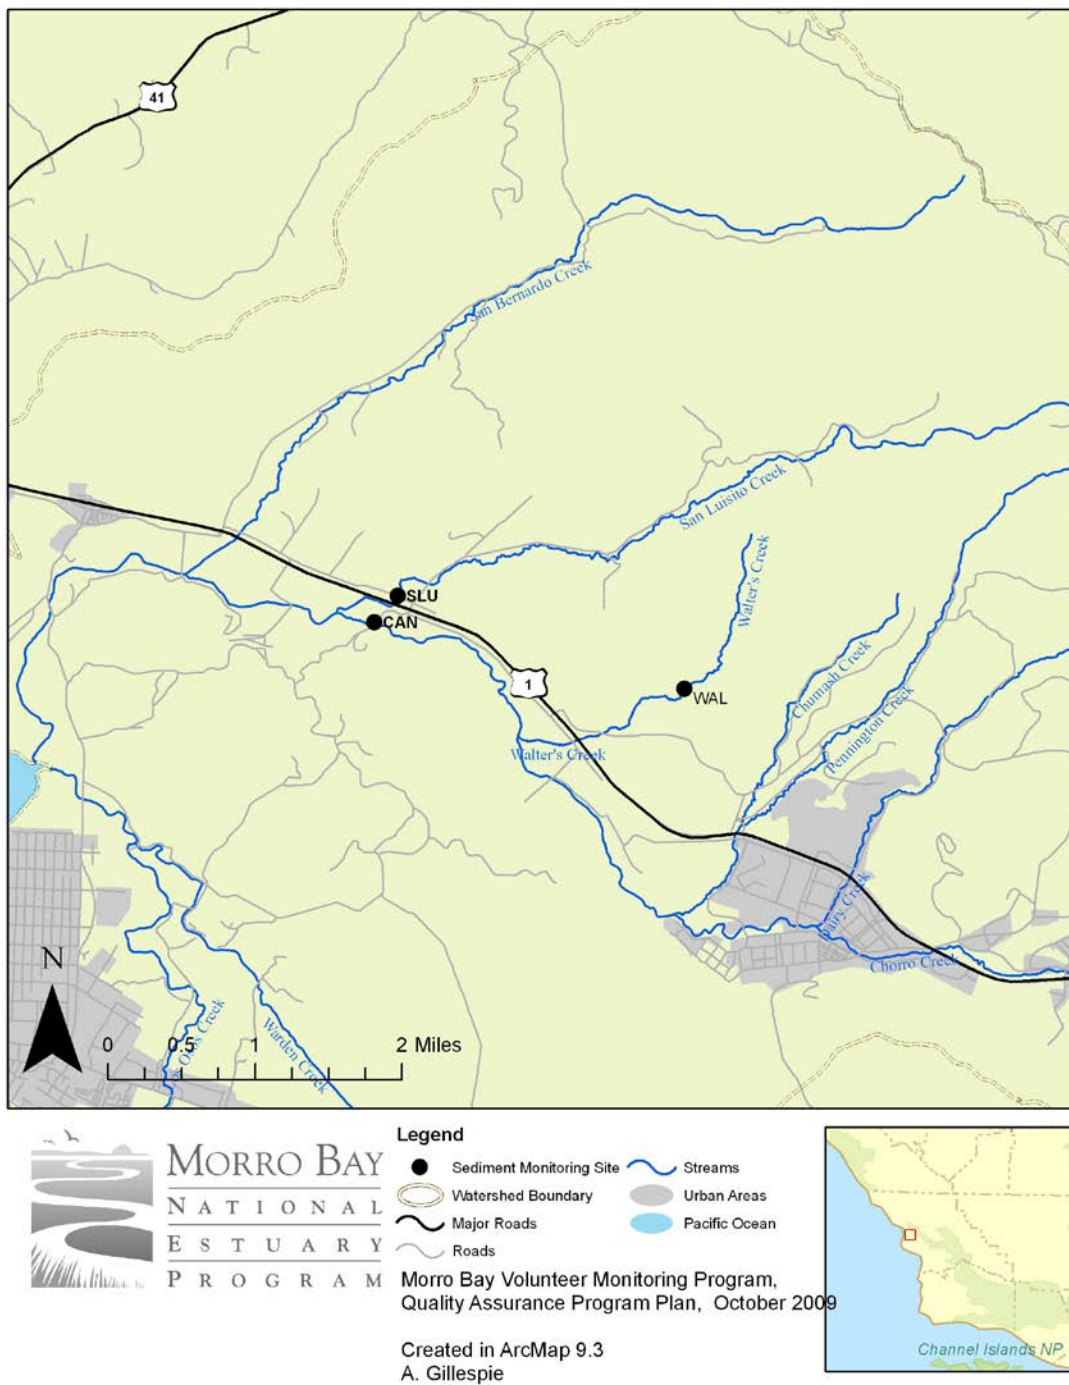 41
San Bernardo Creek
San Luisito Creek
Walter's Creek
SLU
CAN
1
WAL
Chumash Creek
Pennington Creek
Walter's Creek
Dairy Creek
Chorro Creek
N
Osos Creek
Warden Creek
0 0.5 1 2 Miles
MORRO BAY
NATIONAL
ESTUARY
PROGRAM
Legend
Sediment Monitoring Site
Streams
Watershed Boundary
Urban Areas
Major Roads
Pacific Ocean
Roads
Morro Bay Volunteer Monitoring Program,
Quality Assurance Program Plan, October 2009
Created in ArcMap 9.3
A. Gillespie
Channel Islands NP